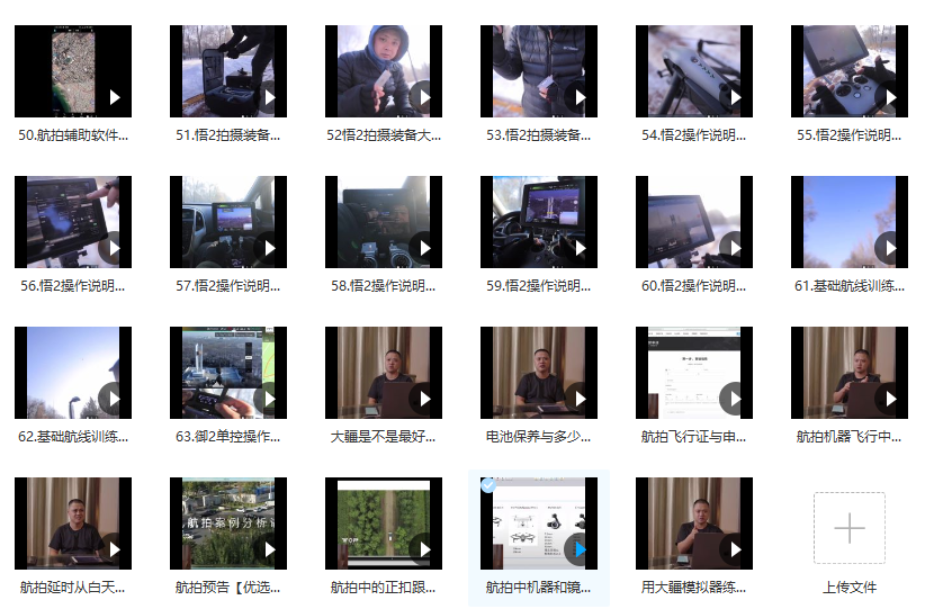 50.航拍辅助软件...
51.悟2拍摄装备...
52悟2拍摄装备大...
53.悟2拍摄装备...
54.悟2操作说明...
55.悟2操作说明...
56.悟2操作说明...
57.悟2操作说明...
58.悟2操作说明...
59.悟2操作说明...
60.悟2操作说明...
61.基础航线训练...
62.基础航线训练...
63.御2单控操作...
大疆是不是最好...
电池保养与多少...
航拍飞行证与申...
航拍机器飞行中...
航拍案例分析
航拍延时从白天...
航拍预告【优选...
航拍中的正扣跟...
航拍中机器和镜...
用大疆模拟器练...
上传文件